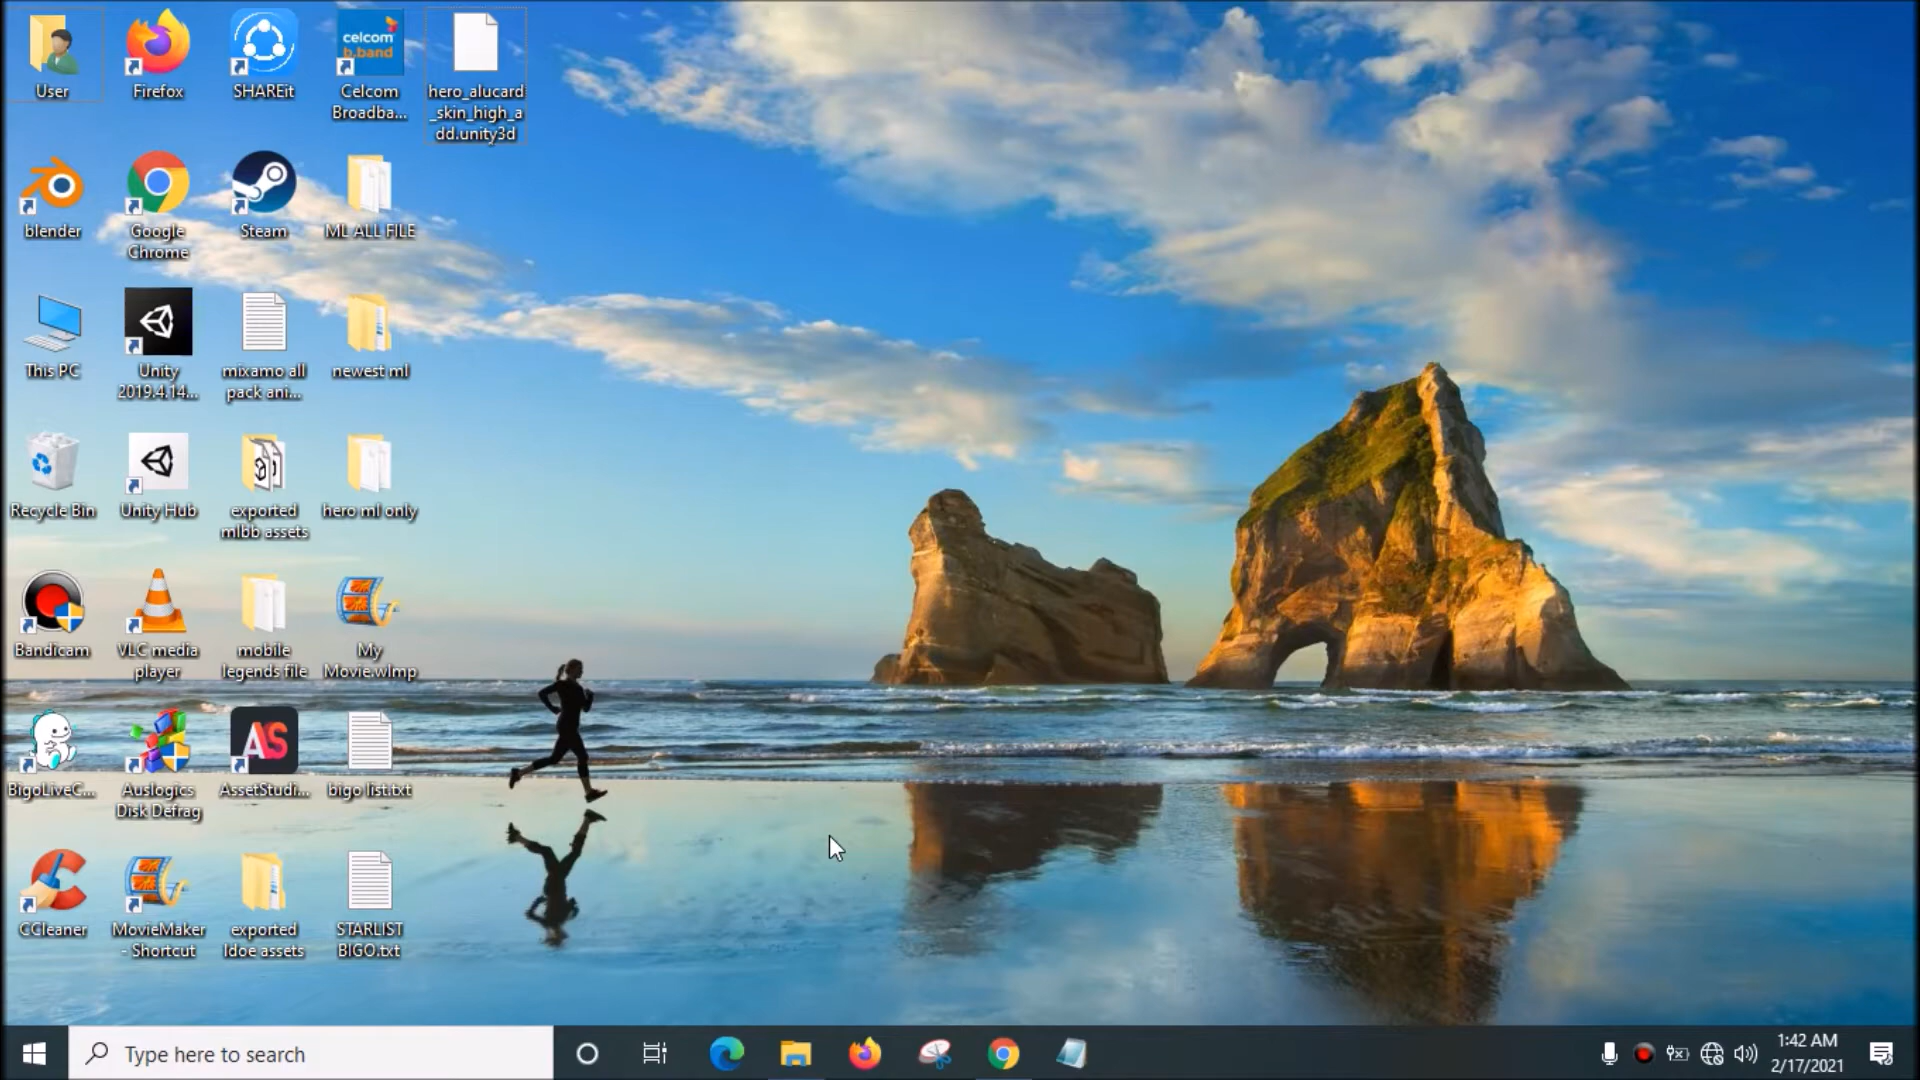 User
Firefox
SHAREit
celcom
b.band
Celcom
Broadba...
hero_alucard
_skin_high_a
dd.unity3d
blender
Google
Chrome
Steam
ML ALL FILE
This PC
Unity
2019.4.14...
mixamo all
pack ani...
newest ml
Recycle Bin
Unity Hub
exported
mlbb assets
hero ml only
Bandicam
VLC media
player
mobile
legends file
My
Movie.wlmp
BigoLiveC...
Auslogics
Disk Defrag
AS
AssetStudi...
bigo list.txt
CCleaner
MovieMaker
- Shortcut
exported
ldoe assets
STARLIST
BIGO.txt
Type here to search
1:42 AM
2/17/2021